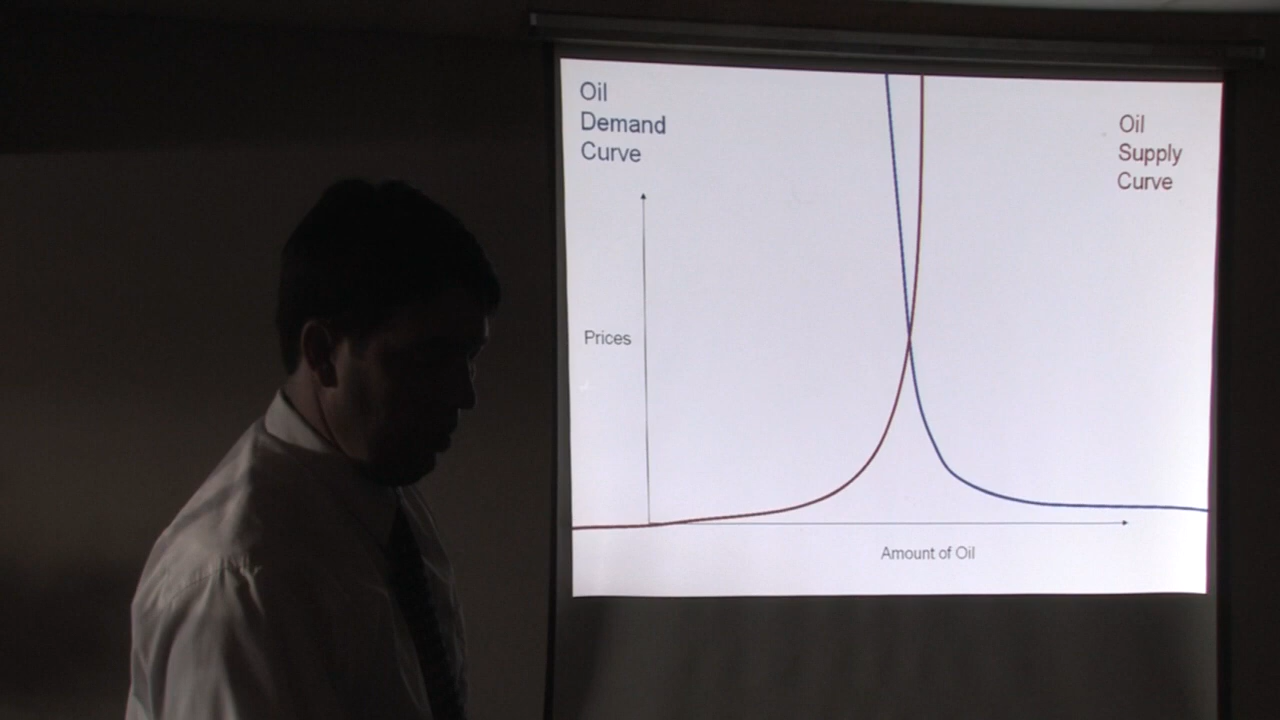 Oil
Demand
Curve
Oil
Supply
Curve
Prices
Amount of Oil